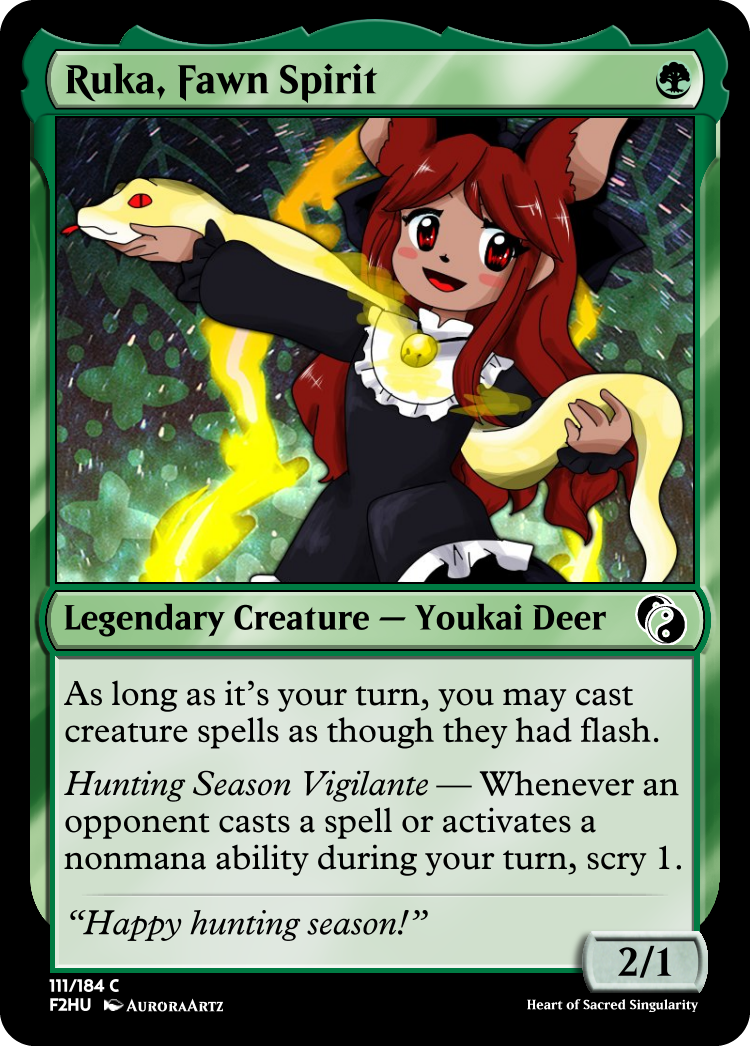 Ruka, Fawn Spirit
Legendary Creature — Youkai Deer
As long as it’s your turn, you may cast
creature spells as though they had flash.
Hunting Season Vigilante — Whenever an
opponent casts a spell or activates a
nonmana ability during your turn, scry 1.
“Happy hunting season!”
2/1
111/184 C
F2HU AuroraArtz
Heart of Sacred Singularity